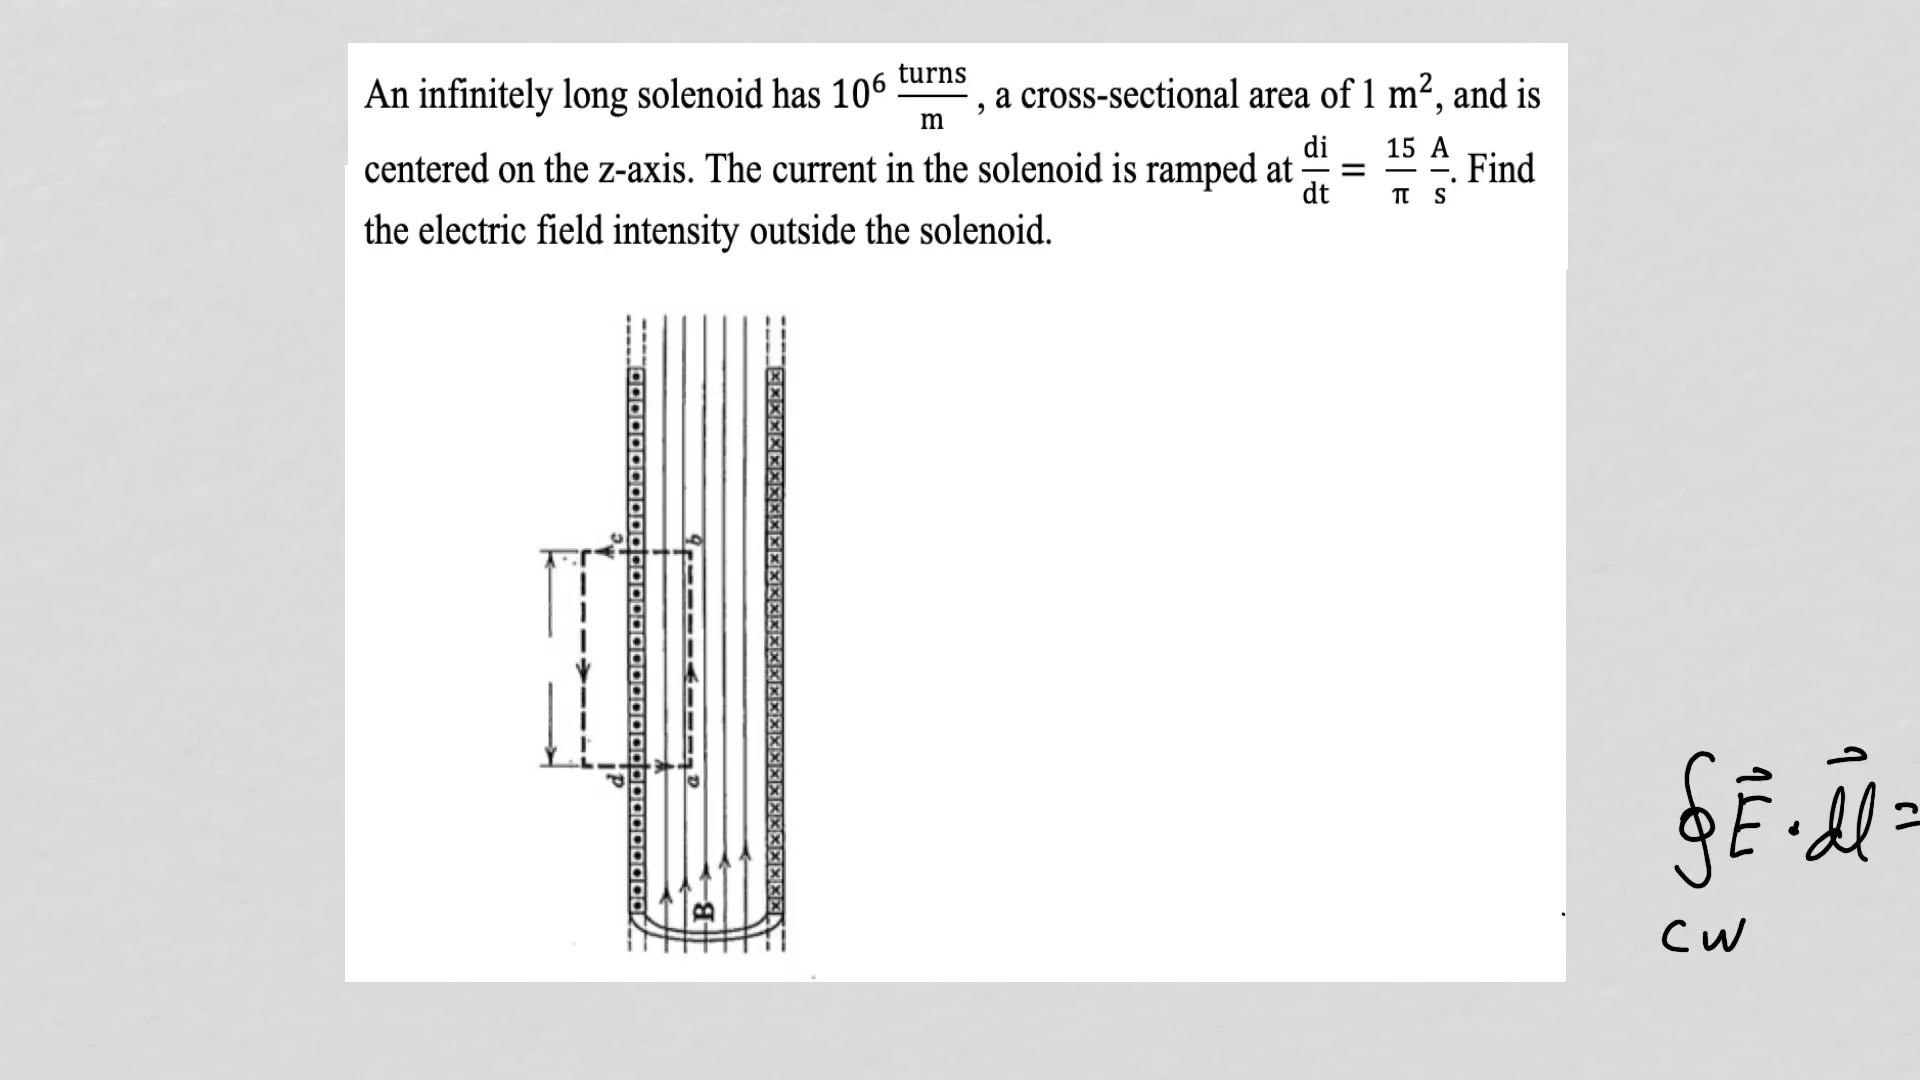 An infinitely long solenoid has 10⁶ turns/m, a cross-sectional area of 1 m², and is
centered on the z-axis. The current in the solenoid is ramped at di/dt = 15/π A/s. Find
the electric field intensity outside the solenoid.
c
b
d
a
B
∮E⃗·dl⃗=
CW